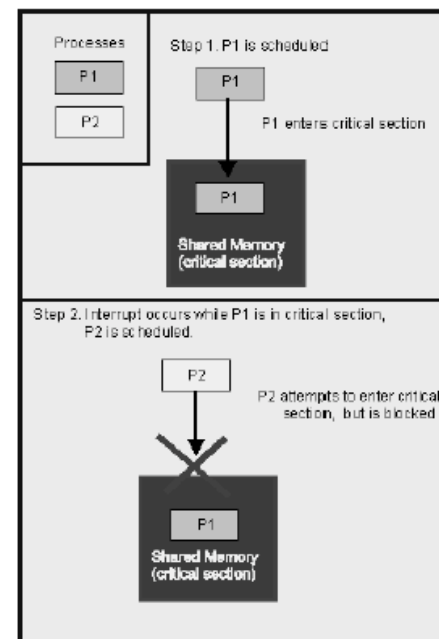 Processes
P1
P2
Step 1. P1 is scheduled
P1
P1 enters critical section
P1
Shared Memory
(critical section)
Step 2. Interrupt occurs while P1 is in critical section,
P2 is scheduled.
P2
P2 attempts to enter critical
section, but is blocked
P1
Shared Memory
(critical section)